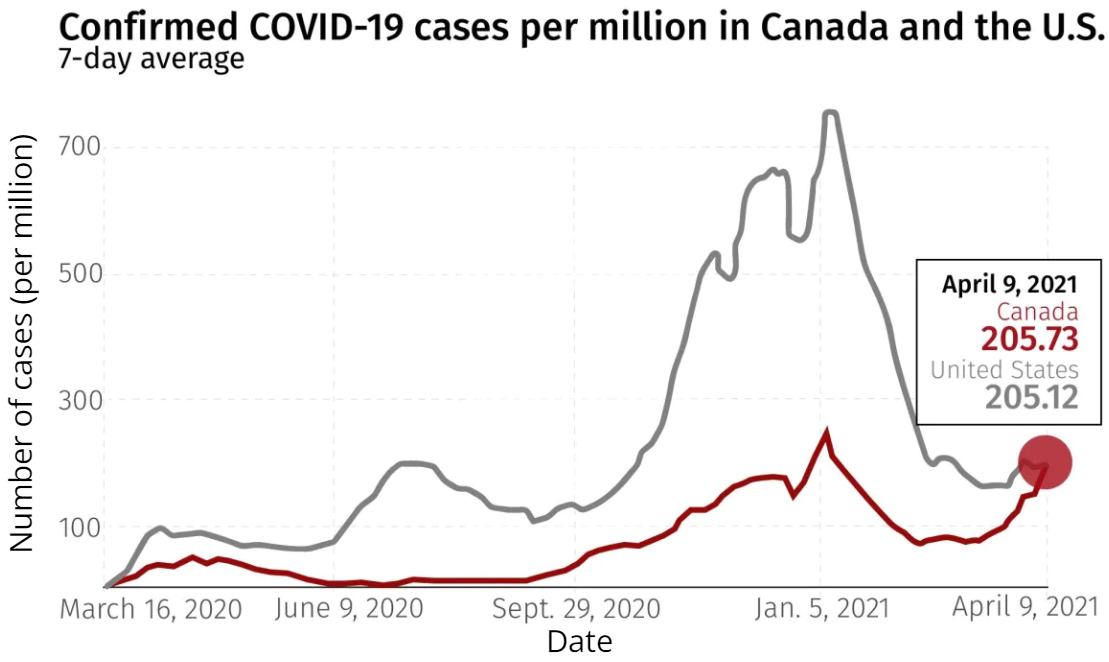 Confirmed COVID-19 cases per million in Canada and the U.S.
7-day average
Number of cases (per million)
700
500
300
100
April 9, 2021
Canada
205.73
United States
205.12
March 16, 2020
June 9, 2020
Sept. 29, 2020
Jan. 5, 2021
April 9, 2021
Date